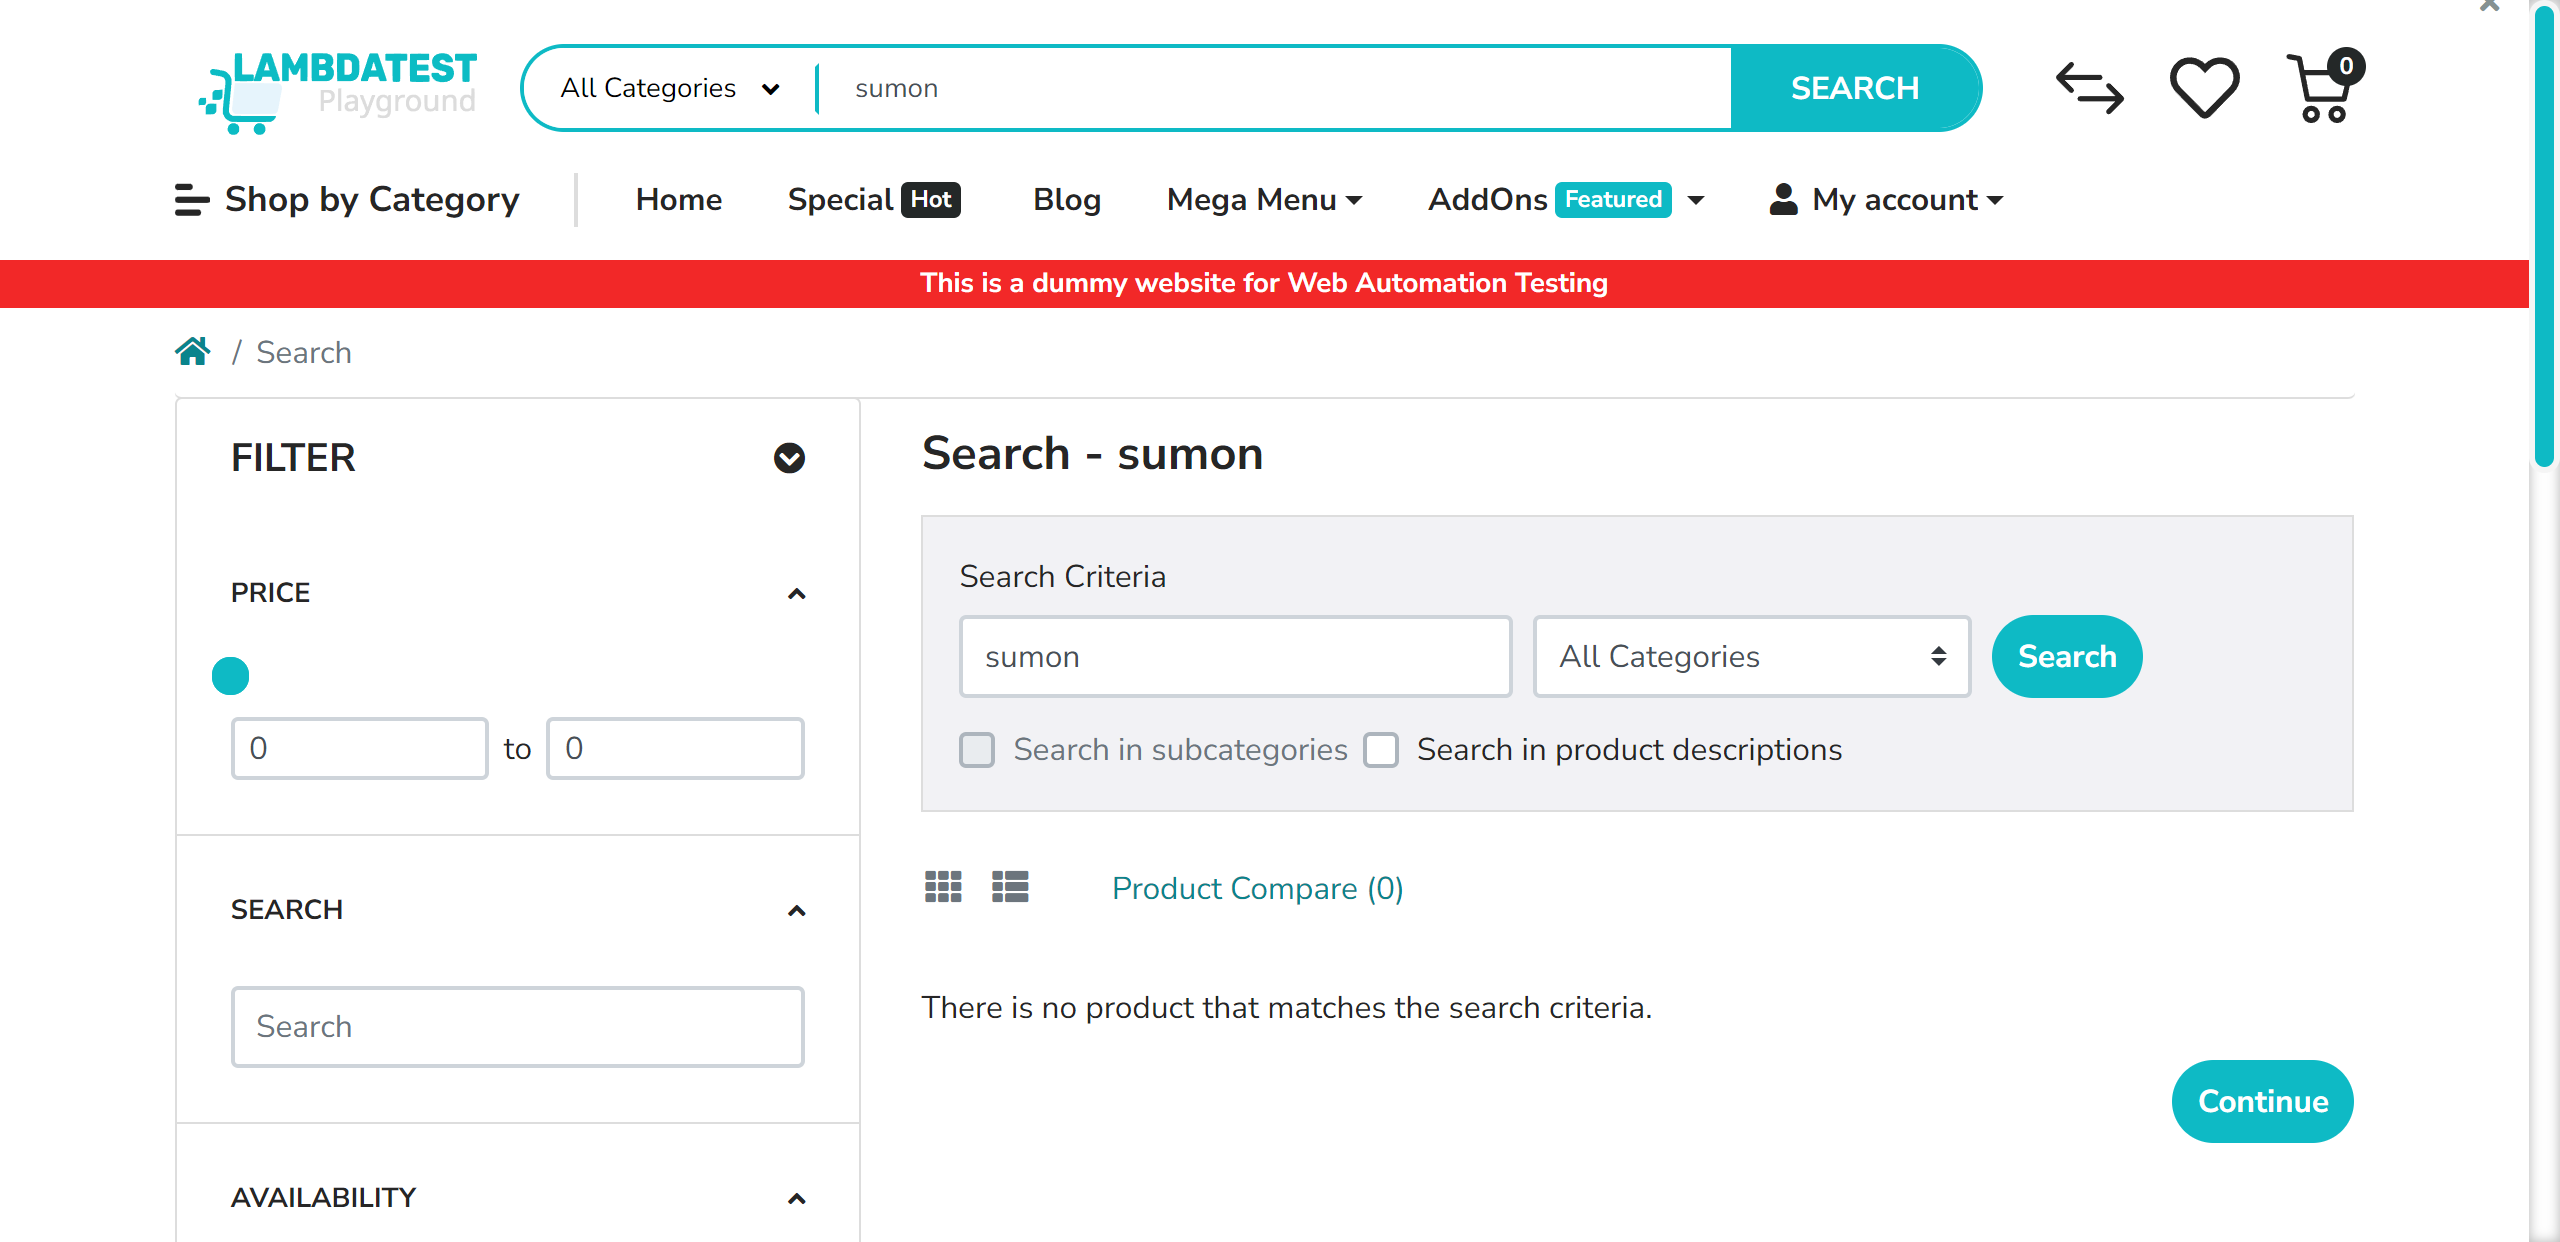 LAMBDATEST
Playground
All Categories
sumon
SEARCH
0
Shop by Category
Home
Special Hot
Blog
Mega Menu
AddOns Featured
My account
This is a dummy website for Web Automation Testing
/ Search
FILTER
PRICE
0 to 0
SEARCH
Search
AVAILABILITY
Search - sumon
Search Criteria
sumon
All Categories
Search
Search in subcategories
Search in product descriptions
Product Compare (0)
There is no product that matches the search criteria.
Continue